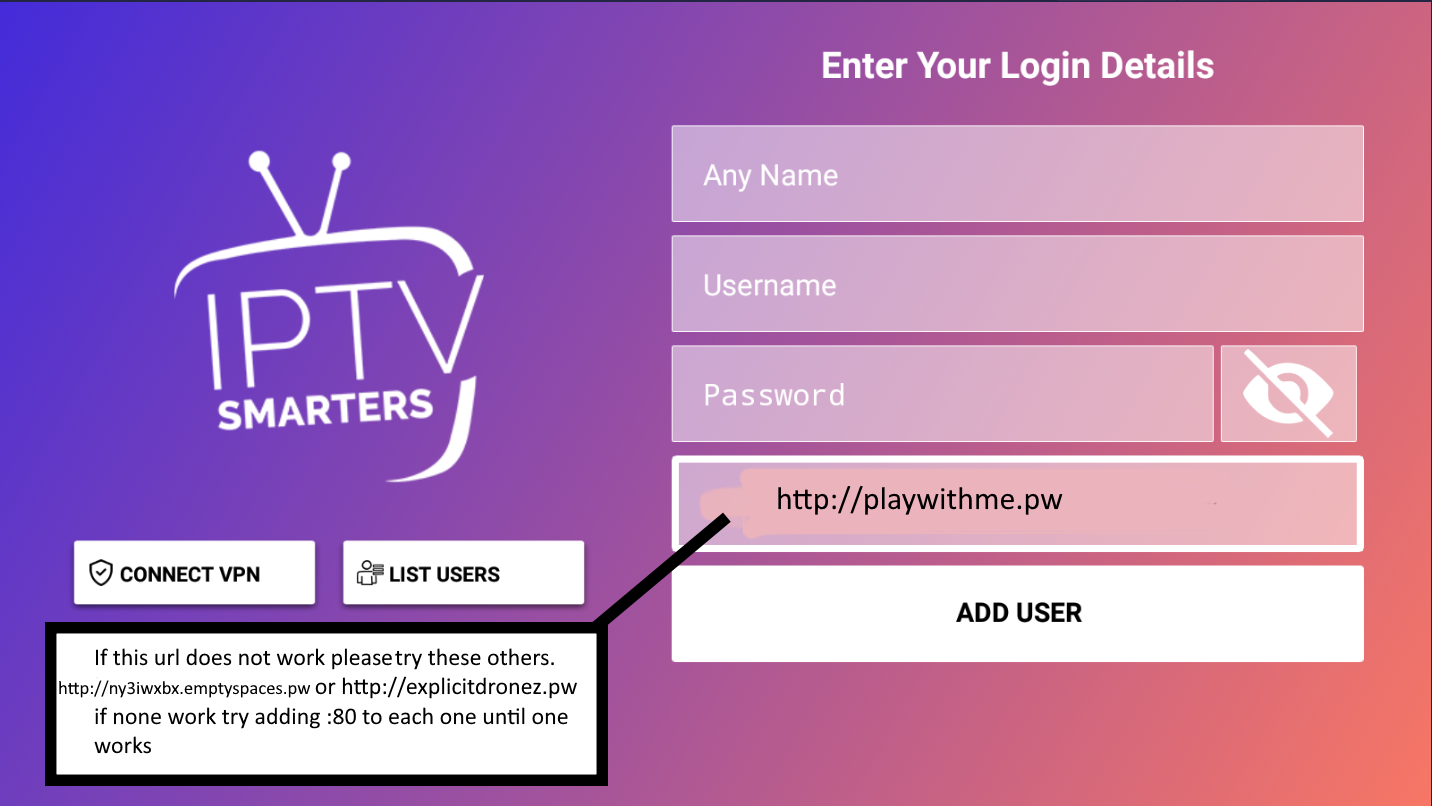 Enter Your Login Details
Any Name
Username
Password
http://playwithme.pw
ADD USER
IPTV
SMARTERS
CONNECT VPN
LIST USERS
If this url does not work please try these others.
http://ny3iwxbx.emptyspaces.pw or http://explicitdronez.pw
if none work try adding :80 to each one until one
works